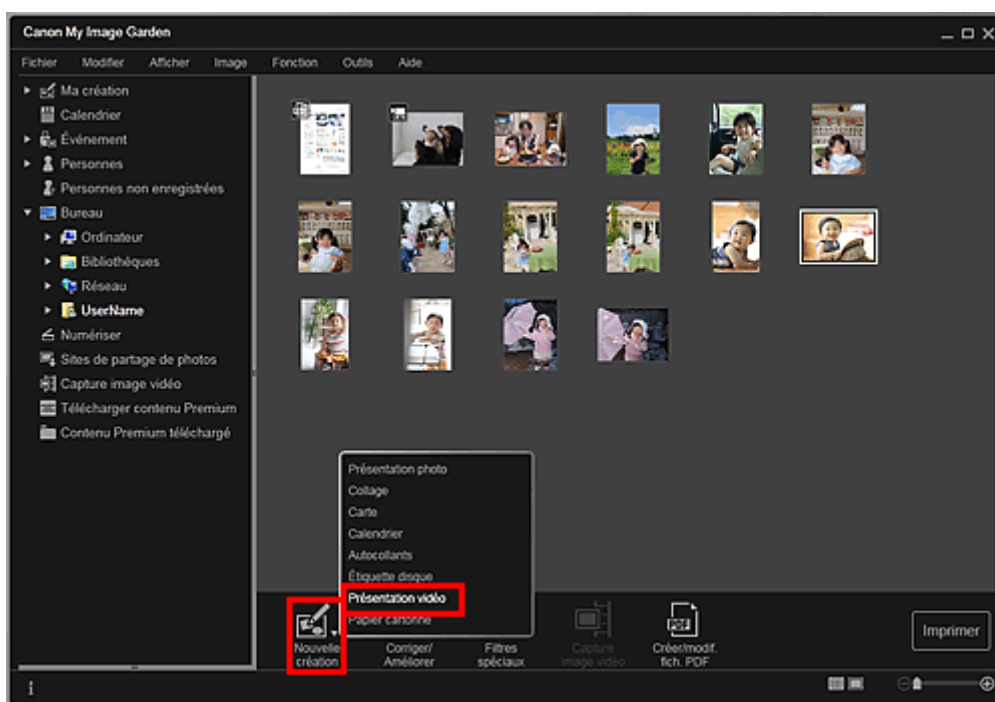 Canon My Image Garden
Fichier Modifier Afficher Image Fonction Outils Aide
Ma création
Calendrier
Événement
Personnes
Personnes non enregistrées
Bureau
Ordinateur
Bibliothèques
Réseau
UserName
Numériser
Sites de partage de photos
Capture image vidéo
Télécharger contenu Premium
Contenu Premium téléchargé
Présentation photo
Collage
Carte
Calendrier
Autocollants
Étiquette disque
Présentation vidéo
Papier cartonné
Nouvelle
création
Corriger/
Améliorer
Filtres
spéciaux
Capture
image vidéo
PDF
Créer/modif.
fich. PDF
Imprimer